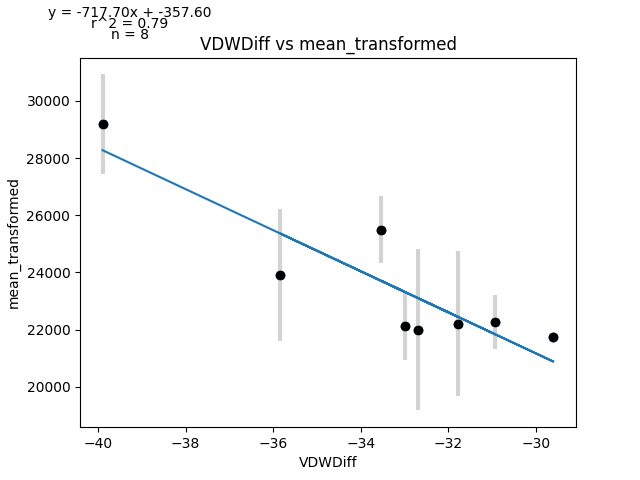 y = -717.70x + -357.60
r^2 = 0.79
n = 8
VDWDiff vs mean_transformed
mean_transformed
30000
28000
26000
24000
22000
20000
−40
−38
−36
−34
−32
−30
VDWDiff